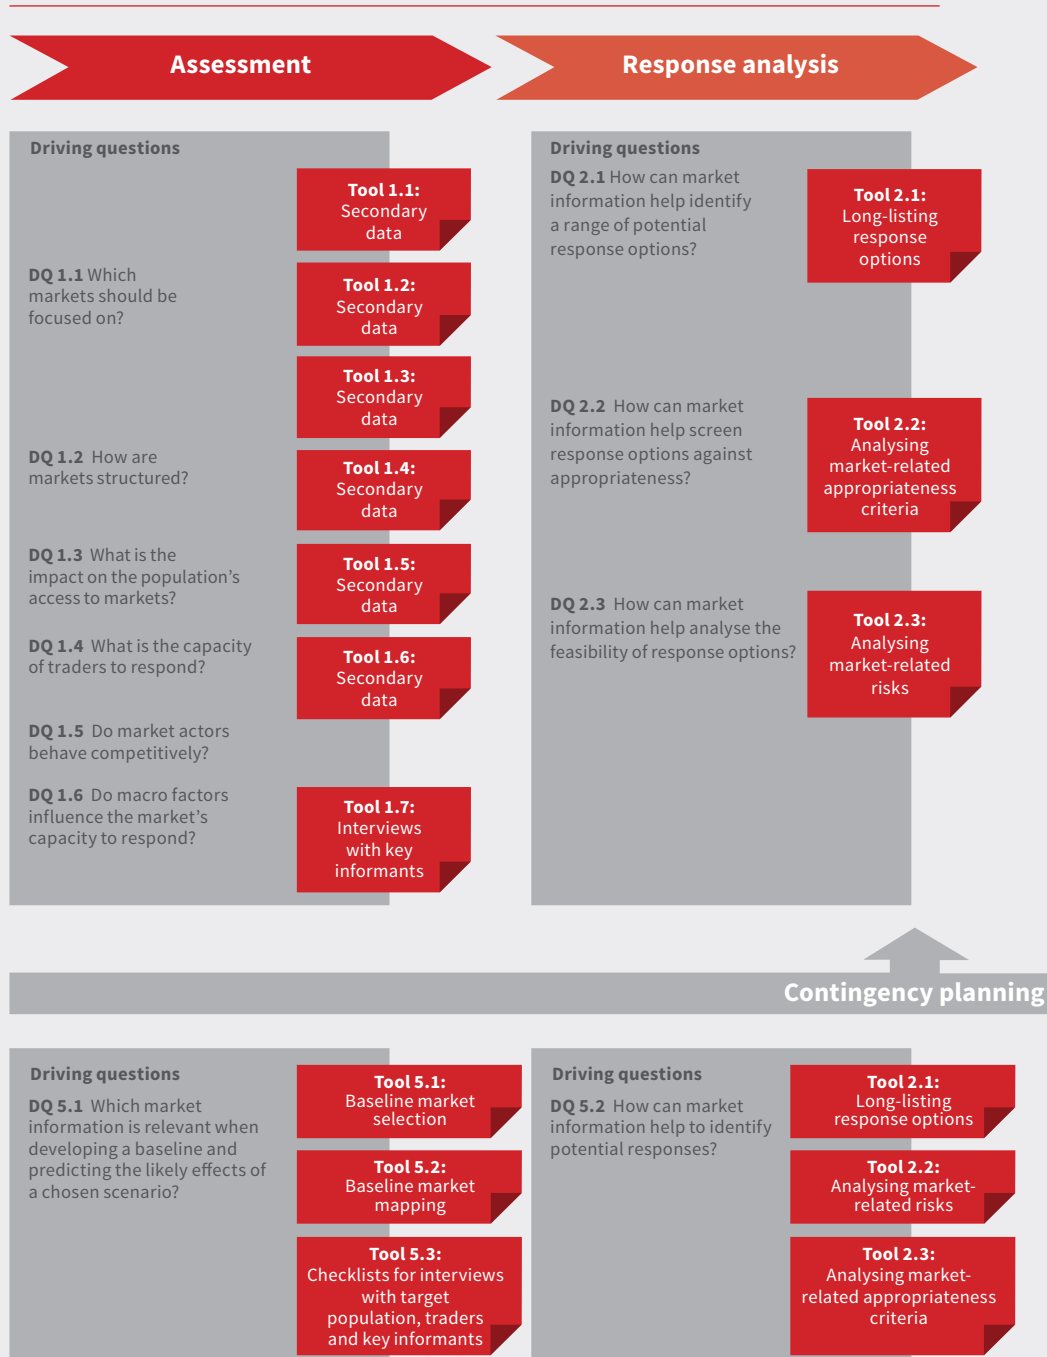 Assessment
Response analysis
Driving questions
Tool 1.1:
Secondary
data
DQ 1.1 Which
markets should be
focused on?
Tool 1.2:
Secondary
data
Tool 1.3:
Secondary
data
DQ 1.2 How are
markets structured?
Tool 1.4:
Secondary
data
DQ 1.3 What is the
impact on the population's
access to markets?
Tool 1.5:
Secondary
data
DQ 1.4 What is the capacity
of traders to respond?
Tool 1.6:
Secondary
data
DQ 1.5 Do market actors
behave competitively?
DQ 1.6 Do macro factors
influence the market's
capacity to respond?
Tool 1.7:
Interviews
with key
informants
Driving questions
DQ 2.1 How can market
information help identify
a range of potential
response options?
Tool 2.1:
Long-listing
response
options
DQ 2.2 How can market
information help screen
response options against
appropriateness?
Tool 2.2:
Analysing
market-related
appropriateness
criteria
DQ 2.3 How can market
information help analyse the
feasibility of response options?
Tool 2.3:
Analysing
market-related
risks
Contingency planning
Driving questions
DQ 5.1 Which market
information is relevant when
developing a baseline and
predicting the likely effects of
a chosen scenario?
Tool 5.1:
Baseline market
selection
Tool 5.2:
Baseline market
mapping
Tool 5.3:
Checklists for interviews
with target
population, traders
and key informants
Driving questions
DQ 5.2 How can market
information help to identify
potential responses?
Tool 2.1:
Long-listing
response options
Tool 2.2:
Analysing market-
related risks
Tool 2.3:
Analysing market-
related appropriateness
criteria